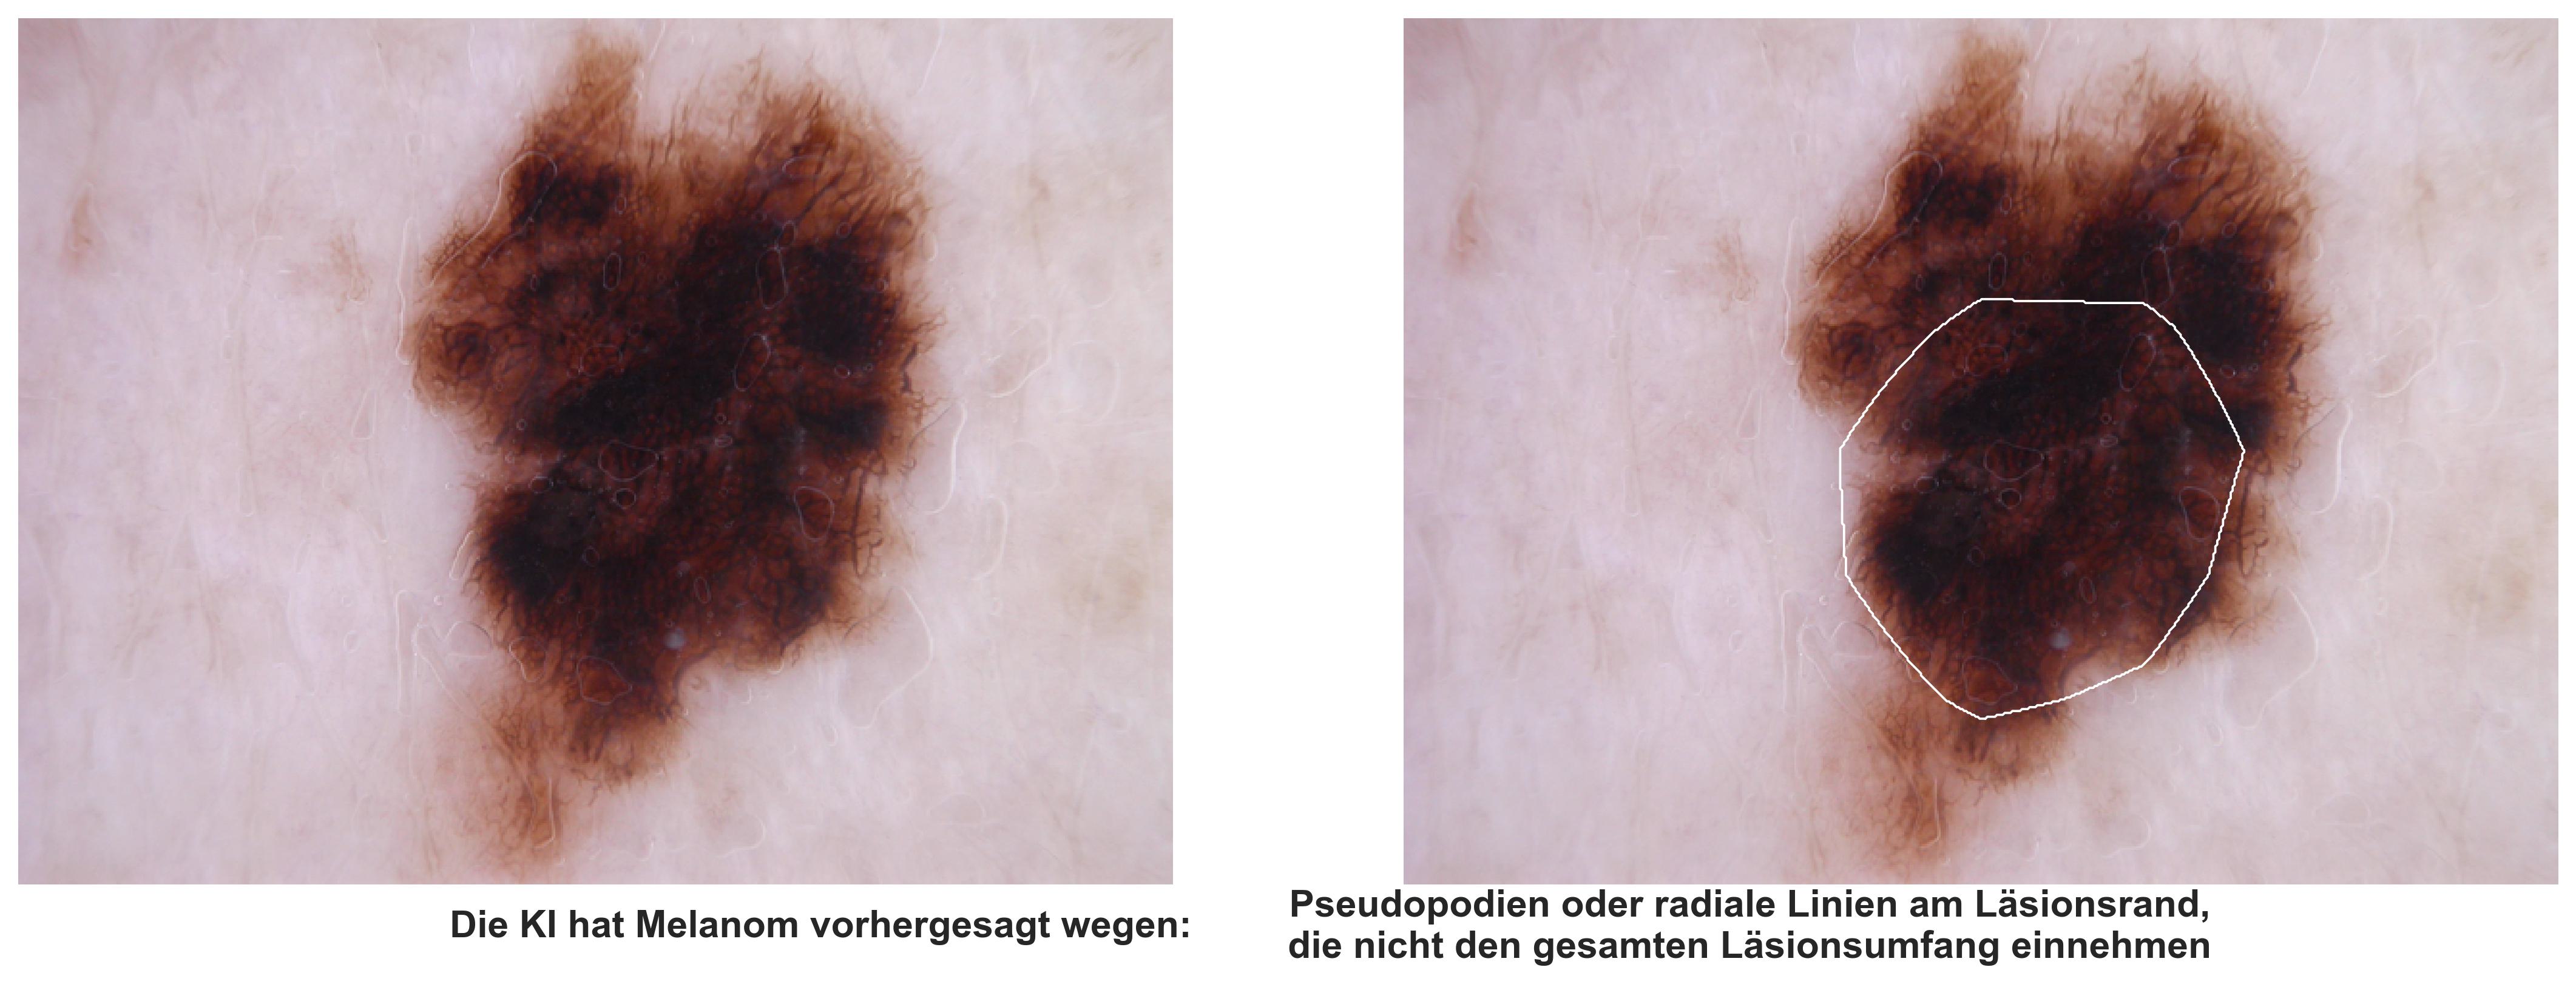 Die KI hat Melanom vorhergesagt wegen:
Pseudopodien oder radiale Linien am Läsionsrand,
die nicht den gesamten Läsionsumfang einnehmen